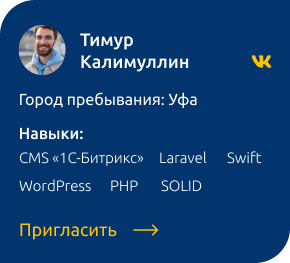 Тимур
Калимуллин
Город пребывания: Уфа
Навыки:
CMS «1С-Битрикс» Laravel Swift
WordPress PHP SOLID
Пригласить